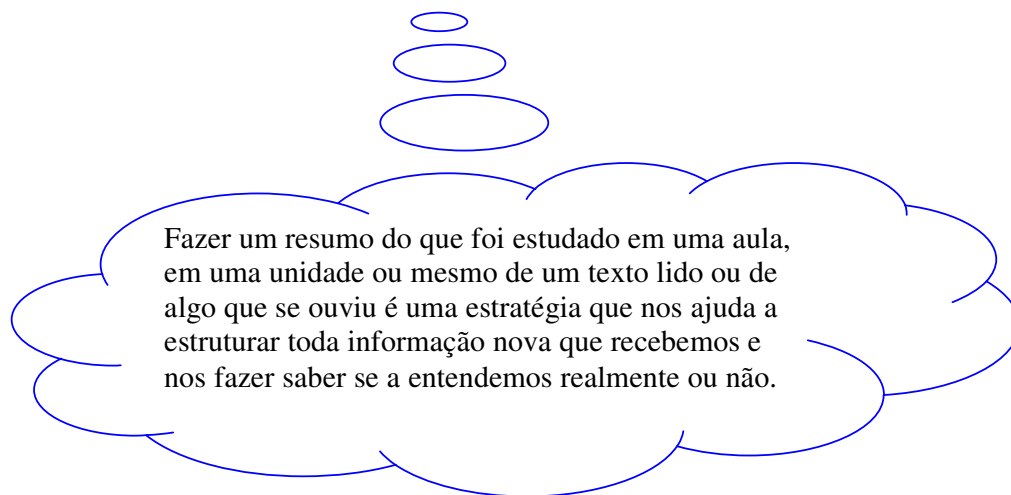 Fazer um resumo do que foi estudado em uma aula,
em uma unidade ou mesmo de um texto lido ou de
algo que se ouviu é uma estratégia que nos ajuda a
estruturar toda informação nova que recebemos e
nos fazer saber se a entendemos realmente ou não.